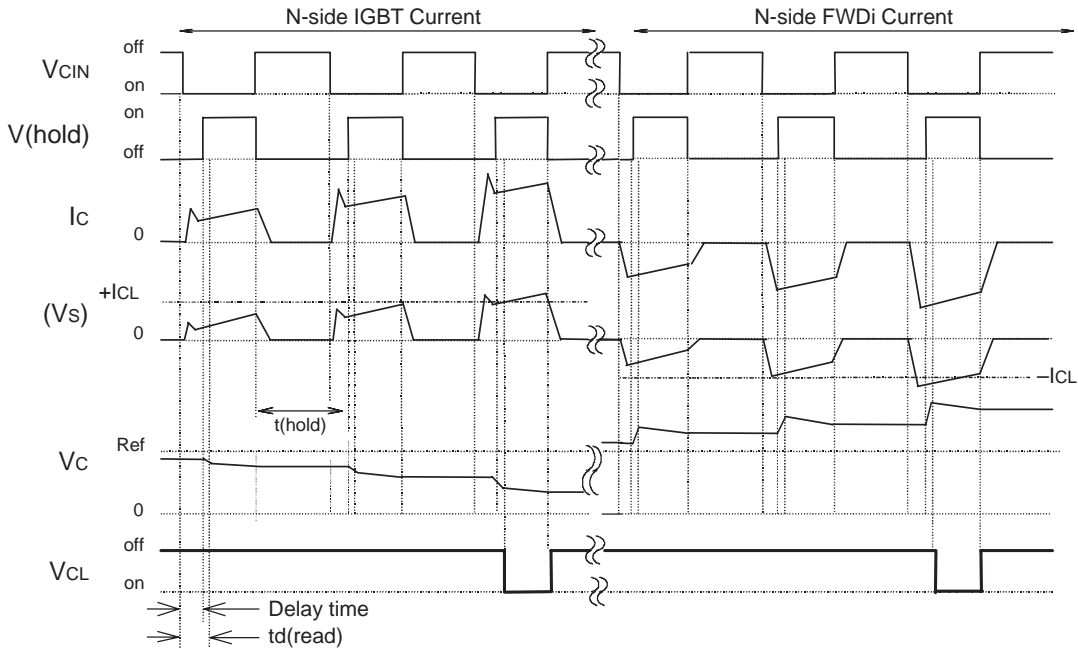 N-side IGBT Current
N-side FWDi Current
off
VCIN
on
on
V(hold)
off
IC
0
+ICL
(VS)
0
−ICL
t(hold)
Ref
VC
0
off
VCL
on
Delay time
td(read)